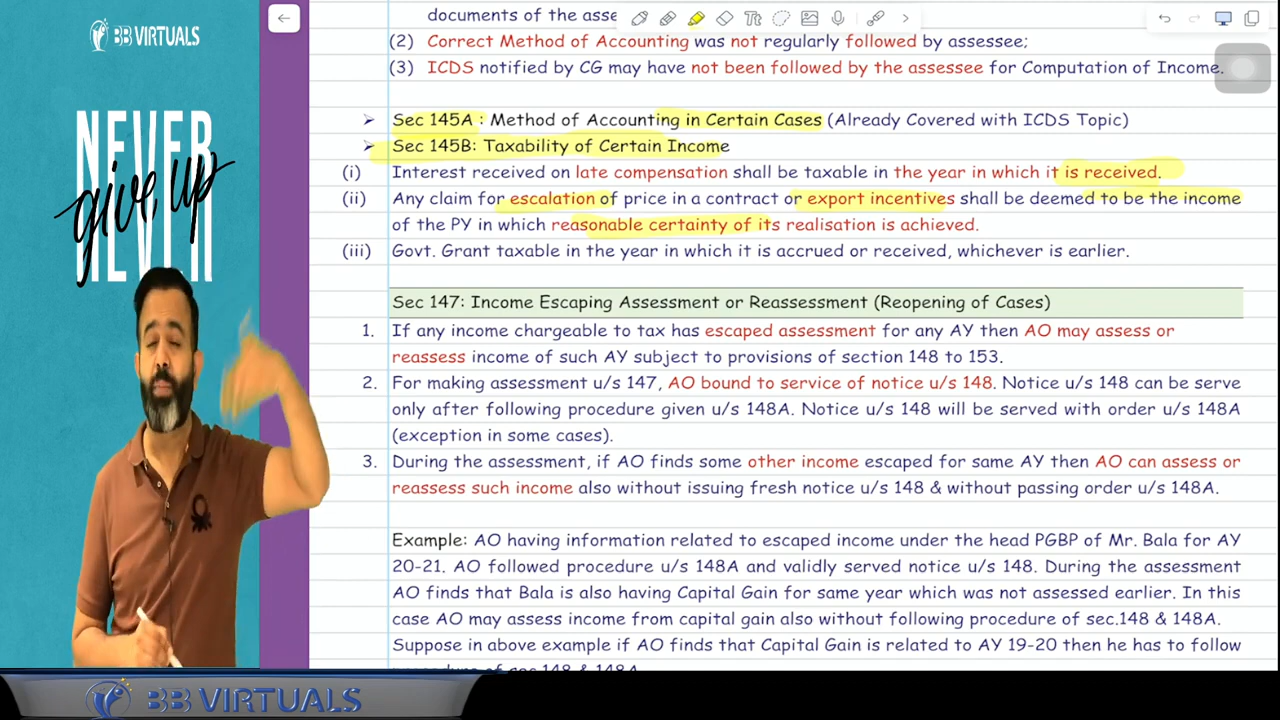 BB VIRTUALS
NEVER
give up
NEVER
documents of the asse
(2) Correct Method of Accounting was not regularly followed by assessee;
(3) ICDS notified by CG may have not been followed by the assessee for Computation of Income.
➢ Sec 145A : Method of Accounting in Certain Cases (Already Covered with ICDS Topic)
➢ Sec 145B: Taxability of Certain Income
(i) Interest received on late compensation shall be taxable in the year in which it is received.
(ii) Any claim for escalation of price in a contract or export incentives shall be deemed to be the income
of the PY in which reasonable certainty of its realisation is achieved.
(iii) Govt. Grant taxable in the year in which it is accrued or received, whichever is earlier.
Sec 147: Income Escaping Assessment or Reassessment (Reopening of Cases)
1. If any income chargeable to tax has escaped assessment for any AY then AO may assess or
reassess income of such AY subject to provisions of section 148 to 153.
2. For making assessment u/s 147, AO bound to service of notice u/s 148. Notice u/s 148 can be serve
only after following procedure given u/s 148A. Notice u/s 148 will be served with order u/s 148A
(exception in some cases).
3. During the assessment, if AO finds some other income escaped for same AY then AO can assess or
reassess such income also without issuing fresh notice u/s 148 & without passing order u/s 148A.
Example: AO having information related to escaped income under the head PGBP of Mr. Bala for AY
20-21. AO followed procedure u/s 148A and validly served notice u/s 148. During the assessment
AO finds that Bala is also having Capital Gain for same year which was not assessed earlier. In this
case AO may assess income from capital gain also without following procedure of sec.148 & 148A.
Suppose in above example if AO finds that Capital Gain is related to AY 19-20 then he has to follow
procedure of sec 148 & 148A
BB VIRTUALS